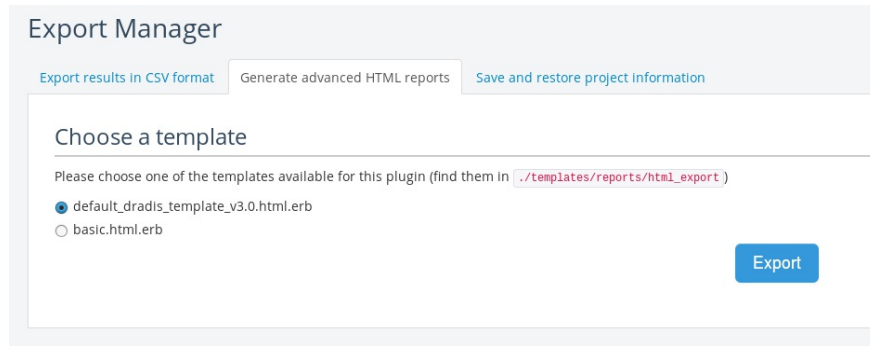 Export Manager
Export results in CSV format Generate advanced HTML reports Save and restore project information
Choose a template
Please choose one of the templates available for this plugin (find them in ./templates/reports/html_export)
default_dradis_template_v3.0.html.erb
basic.html.erb
Export